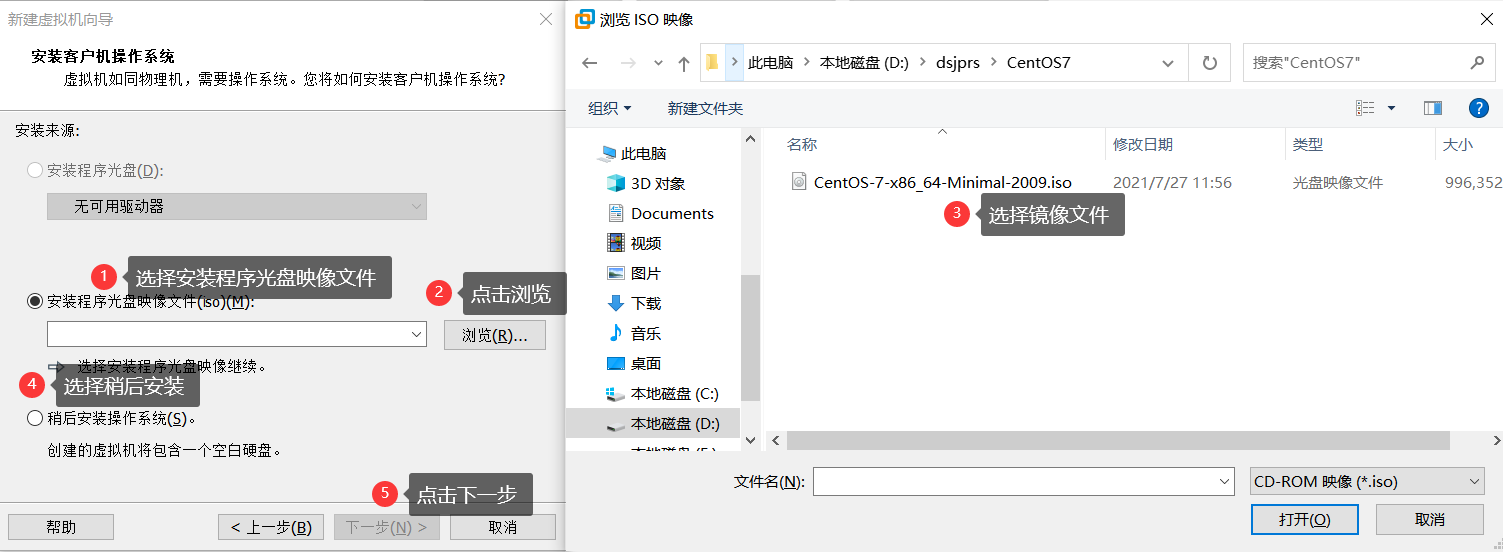 新建虚拟机向导
安装客户机操作系统
虚拟机如同物理机，需要操作系统。您将如何安装客户机操作系统?
安装来源:
安装程序光盘(D):
无可用驱动器
1 选择安装程序光盘映像文件
安装程序光盘映像文件(iso)(M):
2 点击浏览
浏览(R)...
选择安装程序光盘映像继续。
4 选择稍后安装
稍后安装操作系统(S)。
创建的虚拟机将包含一个空白硬盘。
5 点击下一步
帮助
< 上一步(B)
下一步(N) >
取消
浏览 ISO 映像
此电脑 > 本地磁盘 (D:) > dsjprs > CentOS7
搜索"CentOS7"
组织
新建文件夹
此电脑
3D 对象
Documents
视频
图片
下载
音乐
桌面
本地磁盘 (C:)
本地磁盘 (D:)
名称 修改日期 类型 大小
CentOS-7-x86_64-Minimal-2009.iso 2021/7/27 11:56 光盘映像文件 996,352
3 选择镜像文件
文件名(N):
CD-ROM 映像 (*.iso)
打开(O)
取消